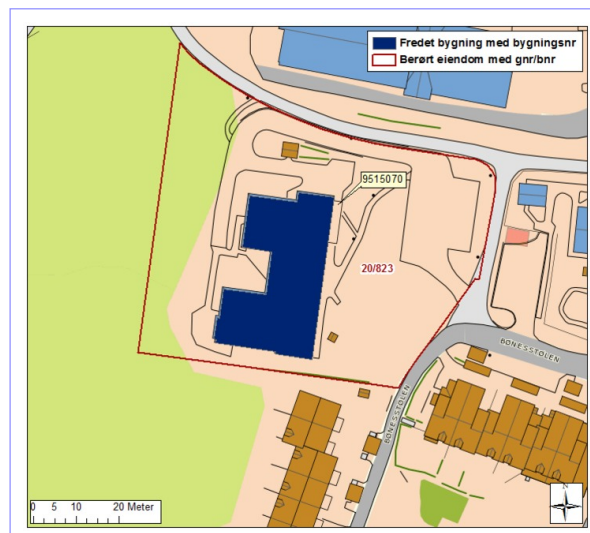 Fredet bygning med bygningsnr
Berørt eiendom med gnr/bnr
9515070
20/823
BØNESSTOLEN
BØNESSTOLEN
0 5 10 20 Meter
N